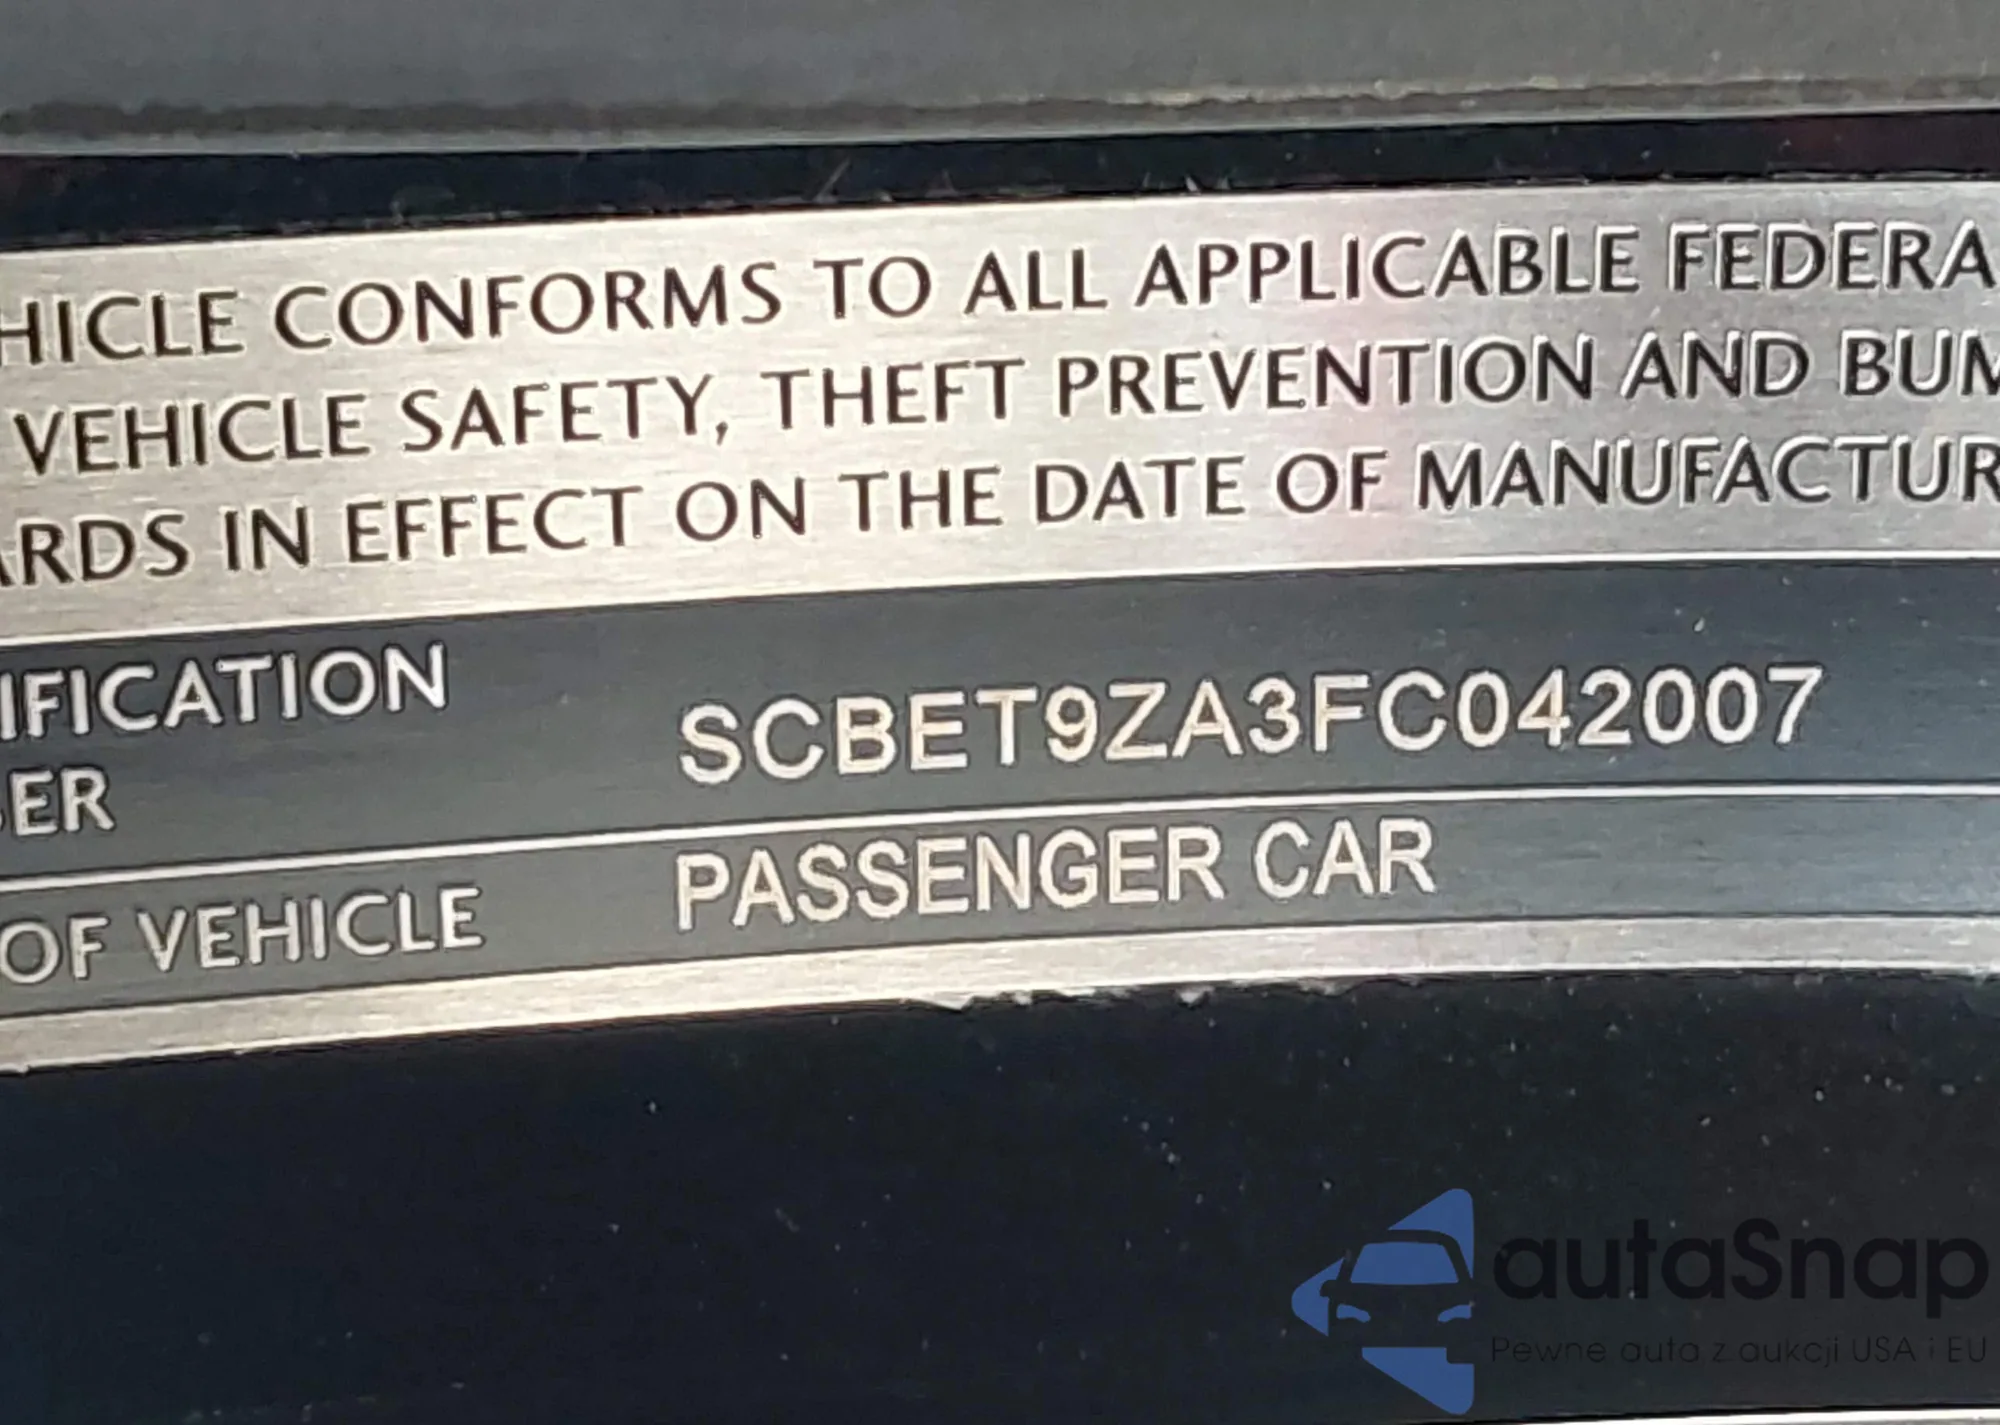 HICLE CONFORMS TO ALL APPLICABLE FEDERA
VEHICLE SAFETY, THEFT PREVENTION AND BUM
ARDS IN EFFECT ON THE DATE OF MANUFACTUR
IFICATION
BER
SCBET9ZA3FC042007
OF VEHICLE
PASSENGER CAR
autaSnap
Pewne auta z aukcji USA i EU